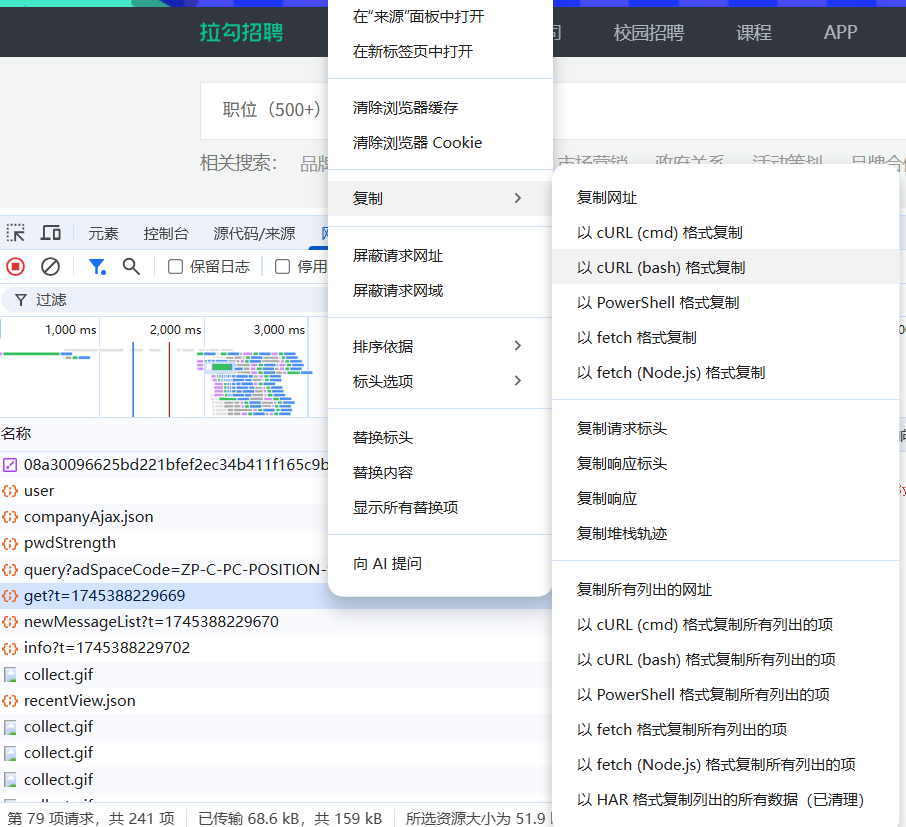 拉勾招聘
司
校园招聘
课程
APP
职位（500+）
相关搜索：
品牌
市场营销
政府关系
活动策划
品牌合
在“来源”面板中打开
在新标签页中打开
清除浏览器缓存
清除浏览器 Cookie
复制
屏蔽请求网址
屏蔽请求网域
排序依据
标头选项
替换标头
替换内容
显示所有替换项
向 AI 提问
复制网址
以 cURL (cmd) 格式复制
以 cURL (bash) 格式复制
以 PowerShell 格式复制
以 fetch 格式复制
以 fetch (Node.js) 格式复制
复制请求标头
复制响应标头
复制响应
复制堆栈轨迹
复制所有列出的网址
以 cURL (cmd) 格式复制所有列出的项
以 cURL (bash) 格式复制所有列出的项
以 PowerShell 格式复制所有列出的项
以 fetch 格式复制所有列出的项
以 fetch (Node.js) 格式复制所有列出的项
以 HAR 格式复制列出的所有数据（已清理）
元素
控制台
源代码/来源
保留日志
停用
过滤
1,000 ms
2,000 ms
3,000 ms
名称
08a30096625bd221bfef2ec34b411f165c9b
user
companyAjax.json
pwdStrength
query?adSpaceCode=ZP-C-PC-POSITION-
get?t=1745388229669
newMessageList?t=1745388229670
info?t=1745388229702
collect.gif
recentView.json
collect.gif
collect.gif
collect.gif
第 79 项请求，共 241 项
已传输 68.6 kB，共 159 kB
所选资源大小为 51.9